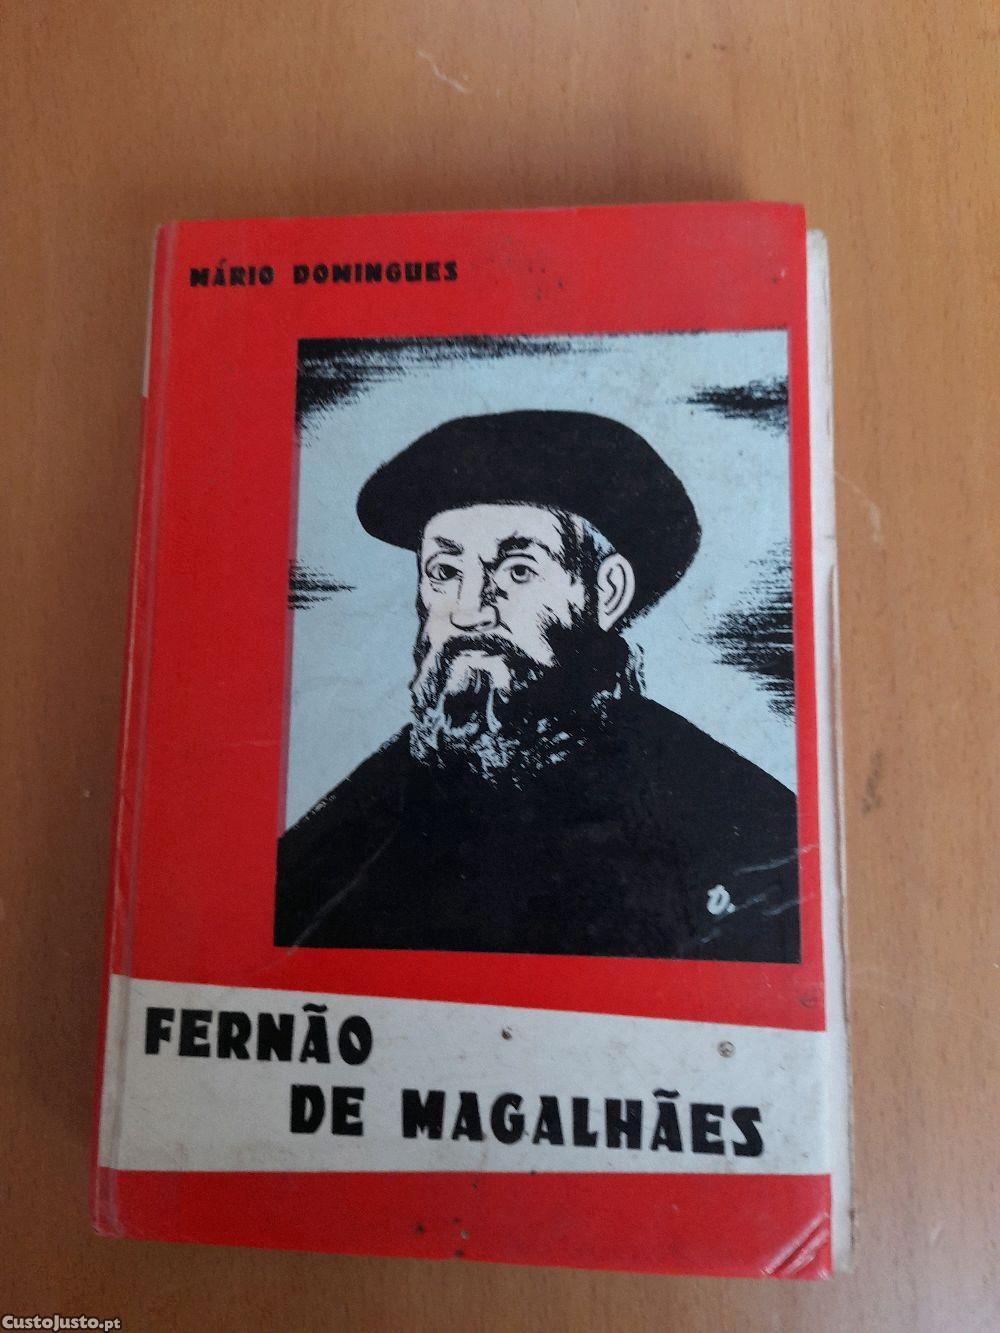 MÁRIO DOMINGUES
D.
FERNÃO
DE MAGALHÃES
CustoJusto.pt